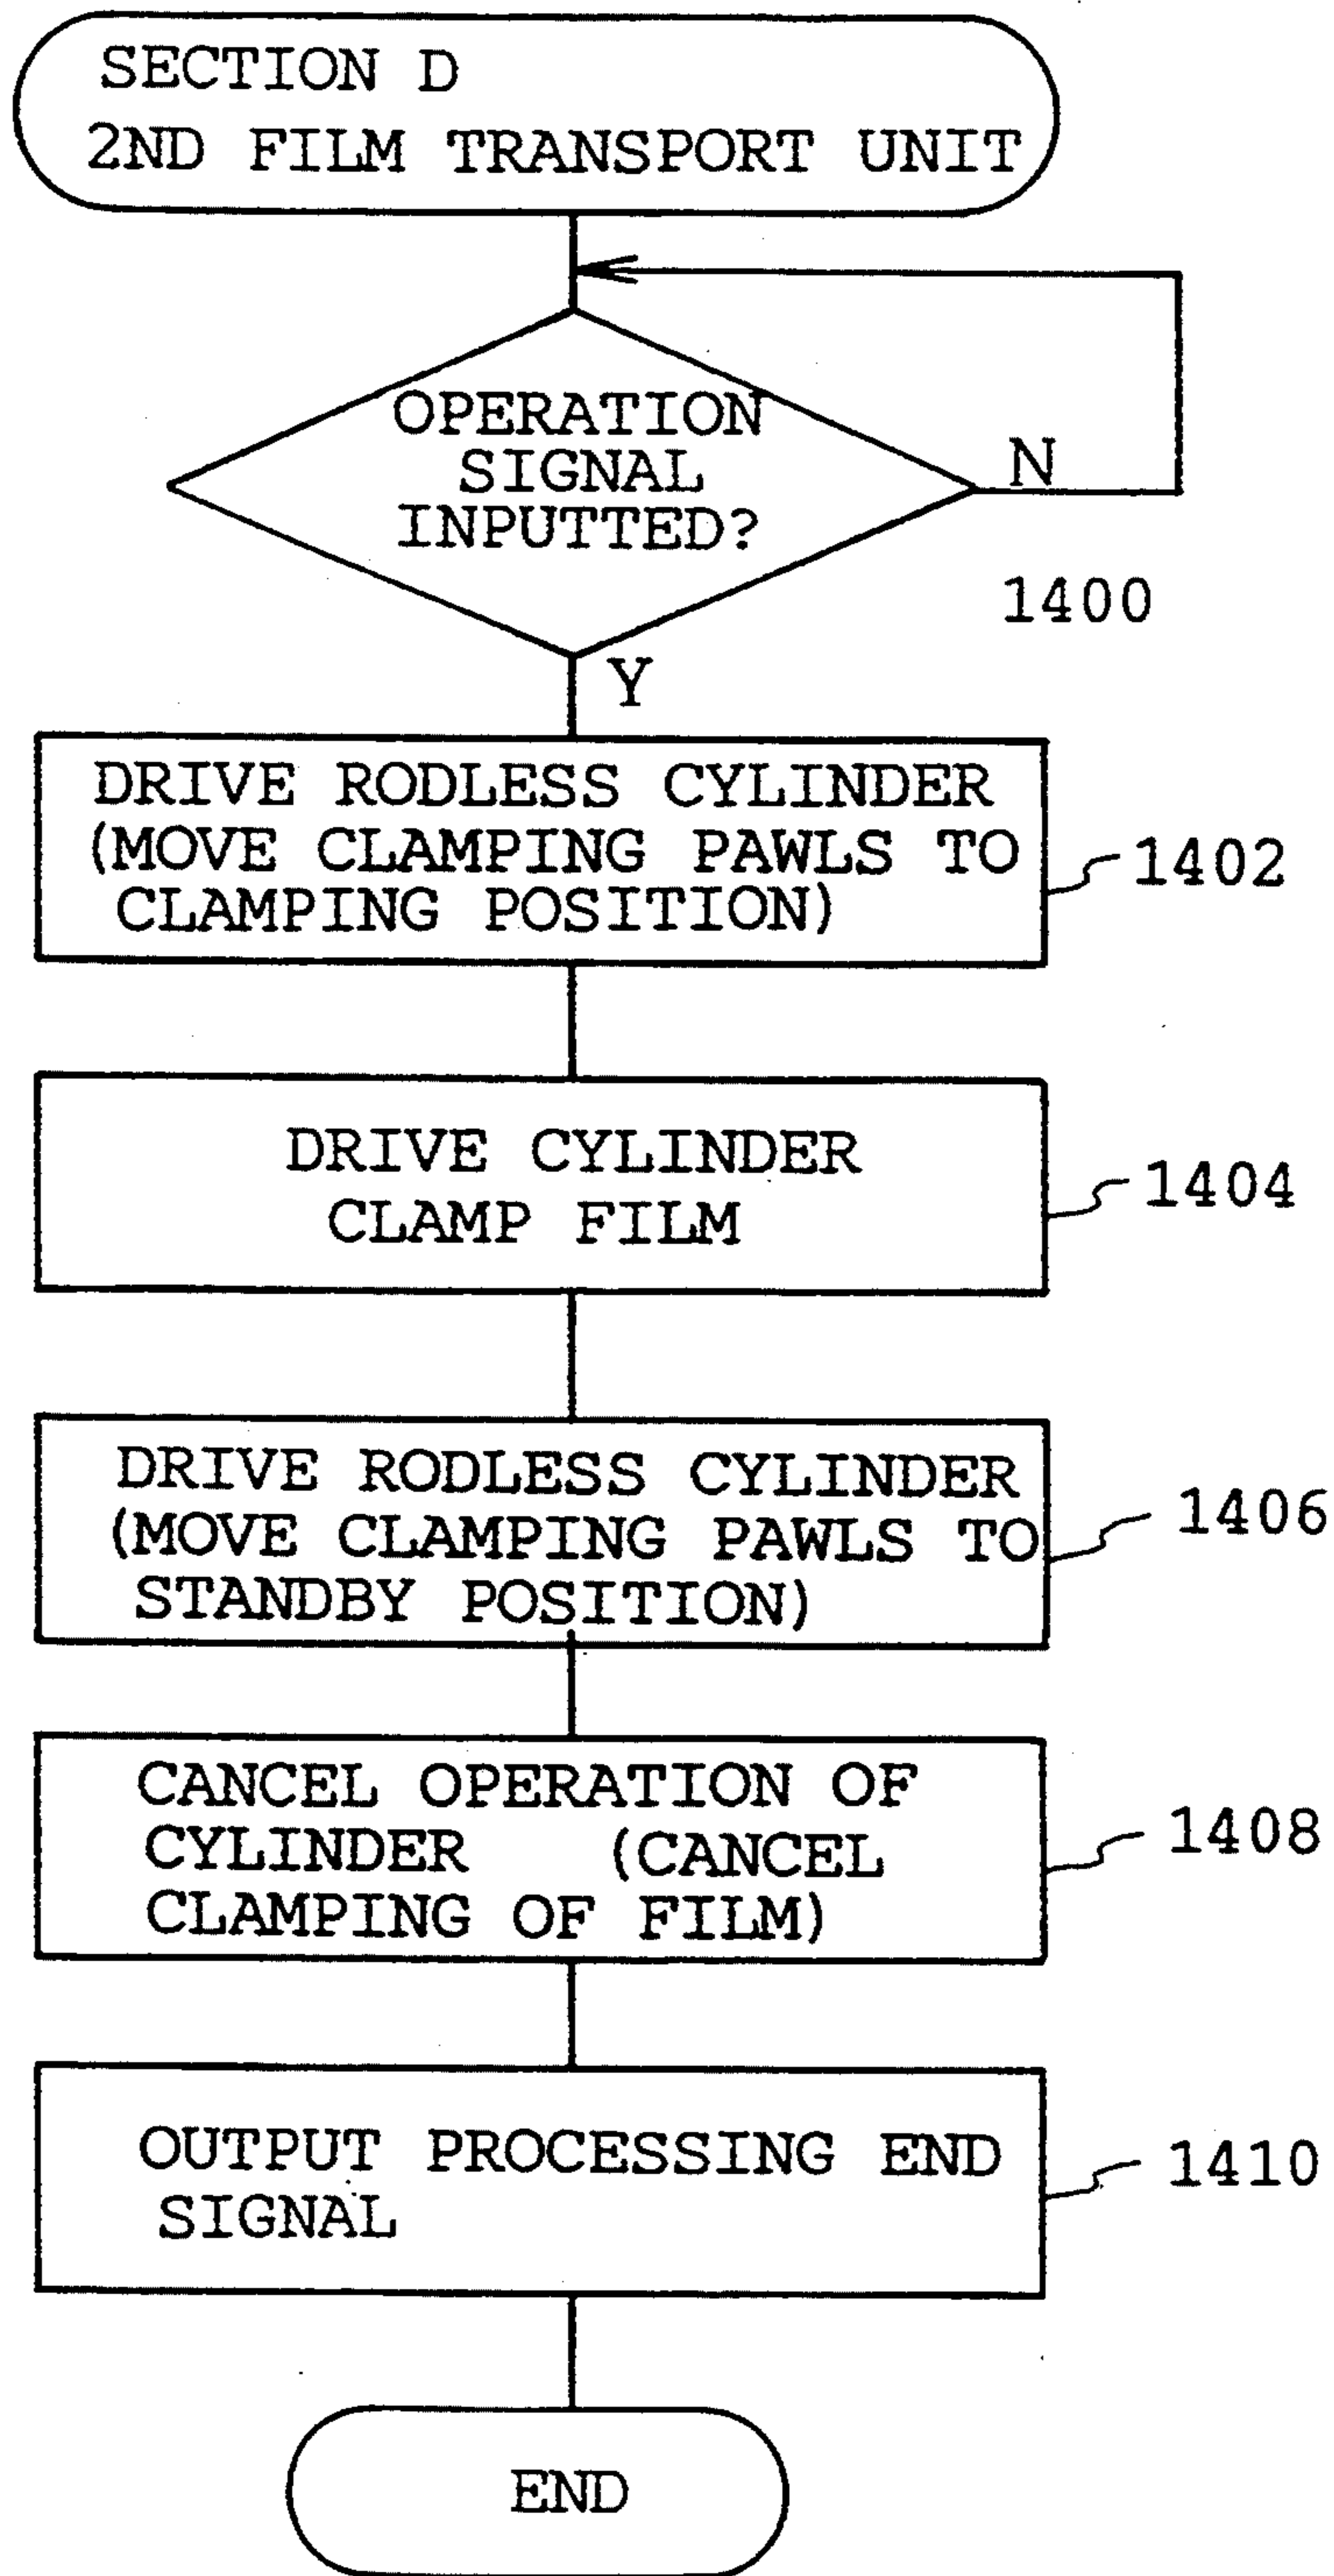 SECTION D
2ND FILM TRANSPORT UNIT
OPERATION
SIGNAL
INPUTTED?
N
1400
Y
DRIVE RODLESS CYLINDER
(MOVE CLAMPING PAWLS TO
CLAMPING POSITION)
1402
DRIVE CYLINDER
CLAMP FILM
1404
DRIVE RODLESS CYLINDER
(MOVE CLAMPING PAWLS TO
STANDBY POSITION)
1406
CANCEL OPERATION OF
CYLINDER (CANCEL
CLAMPING OF FILM)
1408
OUTPUT PROCESSING END
SIGNAL
1410
END